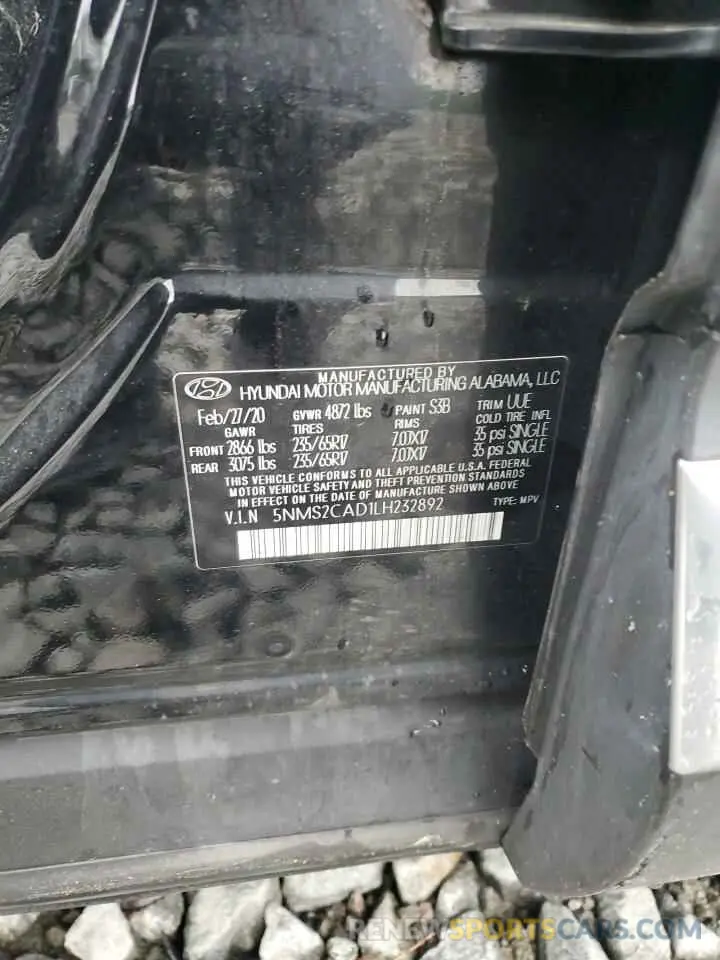 MANUFACTURED BY
HYUNDAI MOTOR MANUFACTURING ALABAMA, LLC
Feb/27/20 GVWR 4872 lbs PAINT S3B TRIM UUE
GAWR TIRES RIMS COLD TIRE INFL
FRONT 2866 lbs 235/65R17 7.0JX17 35 psi SINGLE
REAR 3075 lbs 235/65R17 7.0JX17 35 psi SINGLE
THIS VEHICLE CONFORMS TO ALL APPLICABLE U.S.A. FEDERAL
MOTOR VEHICLE SAFETY AND THEFT PREVENTION STANDARDS
IN EFFECT ON THE DATE OF MANUFACTURE SHOWN ABOVE
V.I.N 5NMS2CAD1LH232892 TYPE: MPV
RENEWSPORTSCARS.COM